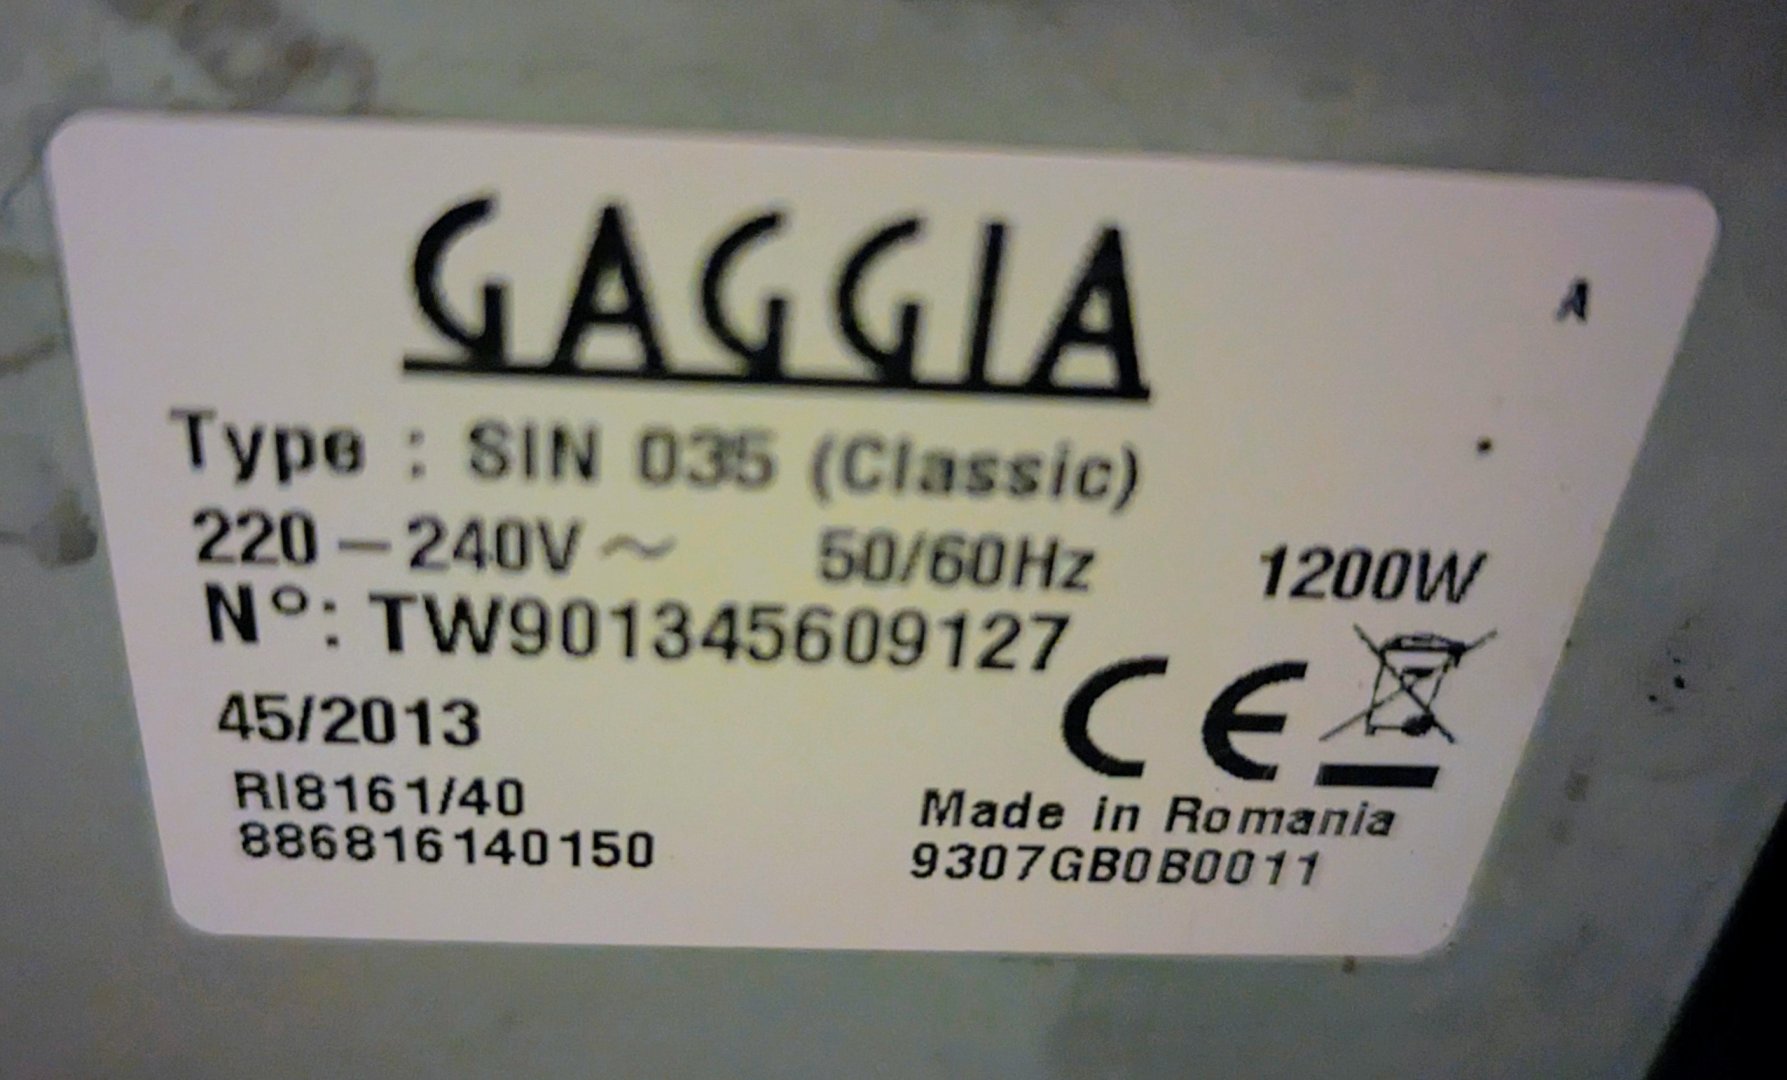 GAGGIA
A
Type : SIN 035 (Classic)
220-240V~ 50/60Hz 1200W
N°: TW901345609127
45/2013
RI8161/40
886816140150
CE
Made in Romania
9307GB0B0011